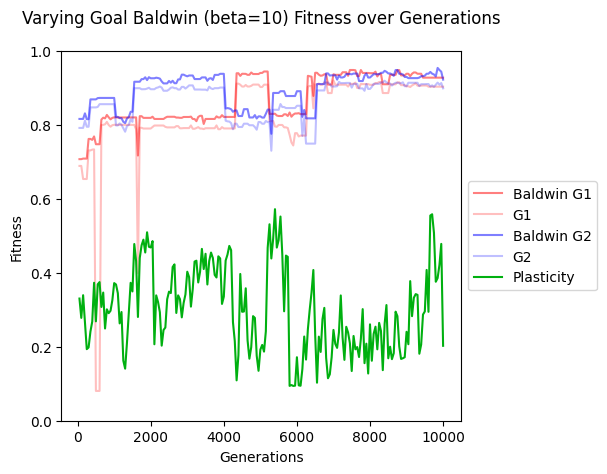 Varying Goal Baldwin (beta=10) Fitness over Generations
1.0
0.8
0.6
0.4
0.2
0.0
Fitness
0 2000 4000 6000 8000 10000
Generations
Baldwin G1
G1
Baldwin G2
G2
Plasticity